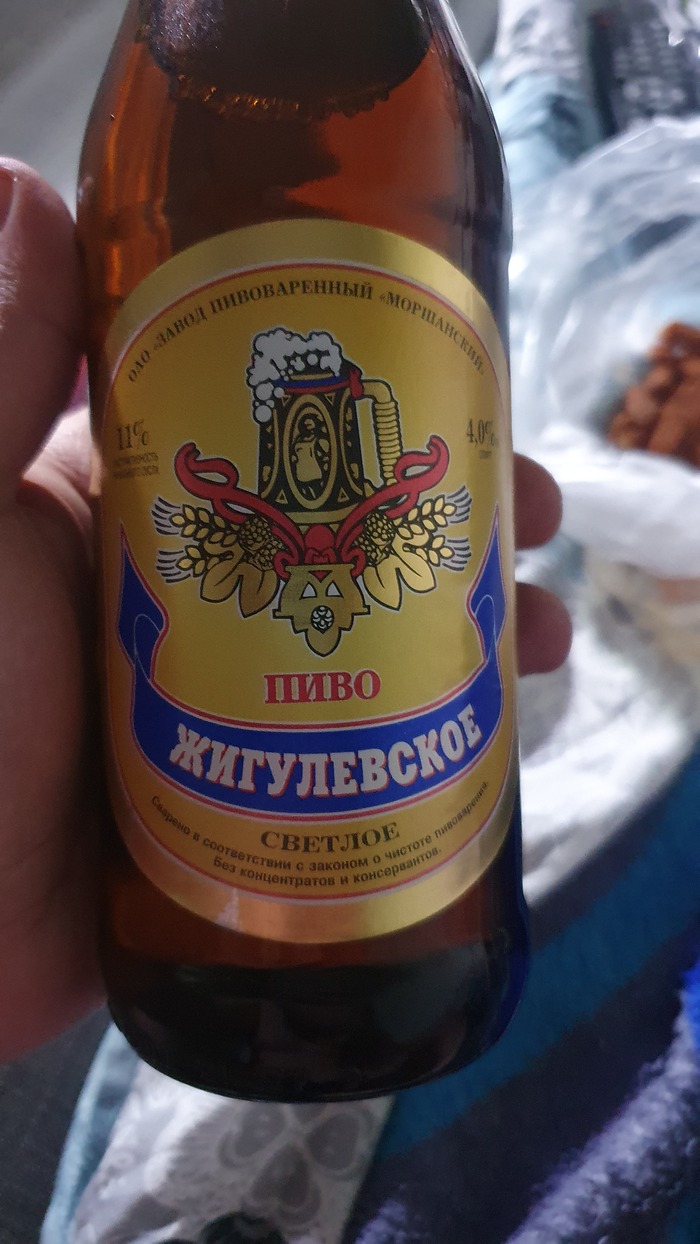 ОАО «ЗАВОД ПИВОВАРЕННЫЙ «МОРШАНСКИЙ»
11%
4,0%
ПИВО
ЖИГУЛЕВСКОЕ
СВЕТЛОЕ
Сварено в соответствии с законом о чистоте пивоварения.
Без концентратов и консервантов.